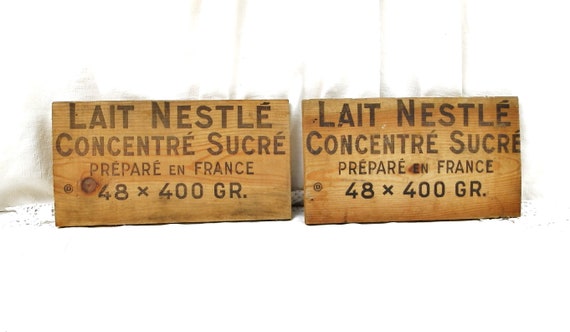 LAIT NESTLÉ
CONCENTRÉ SUCRÉ
PRÉPARÉ EN FRANCE
48 × 400 GR.
LAIT NESTLÉ
CONCENTRÉ SUCRÉ
PRÉPARÉ EN FRANCE
48 × 400 GR.